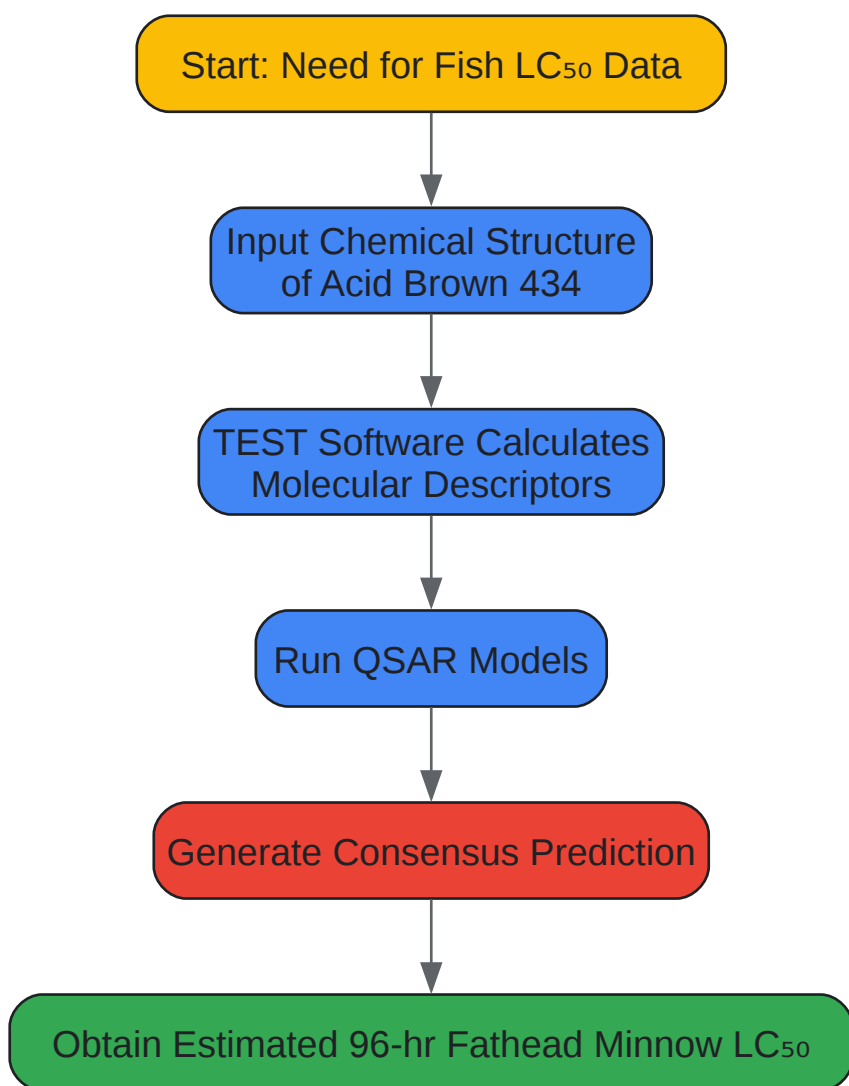 Start: Need for Fish LC₅₀ Data
Input Chemical Structure
of Acid Brown 434
TEST Software Calculates
Molecular Descriptors
Run QSAR Models
Generate Consensus Prediction
Obtain Estimated 96-hr Fathead Minnow LC₅₀